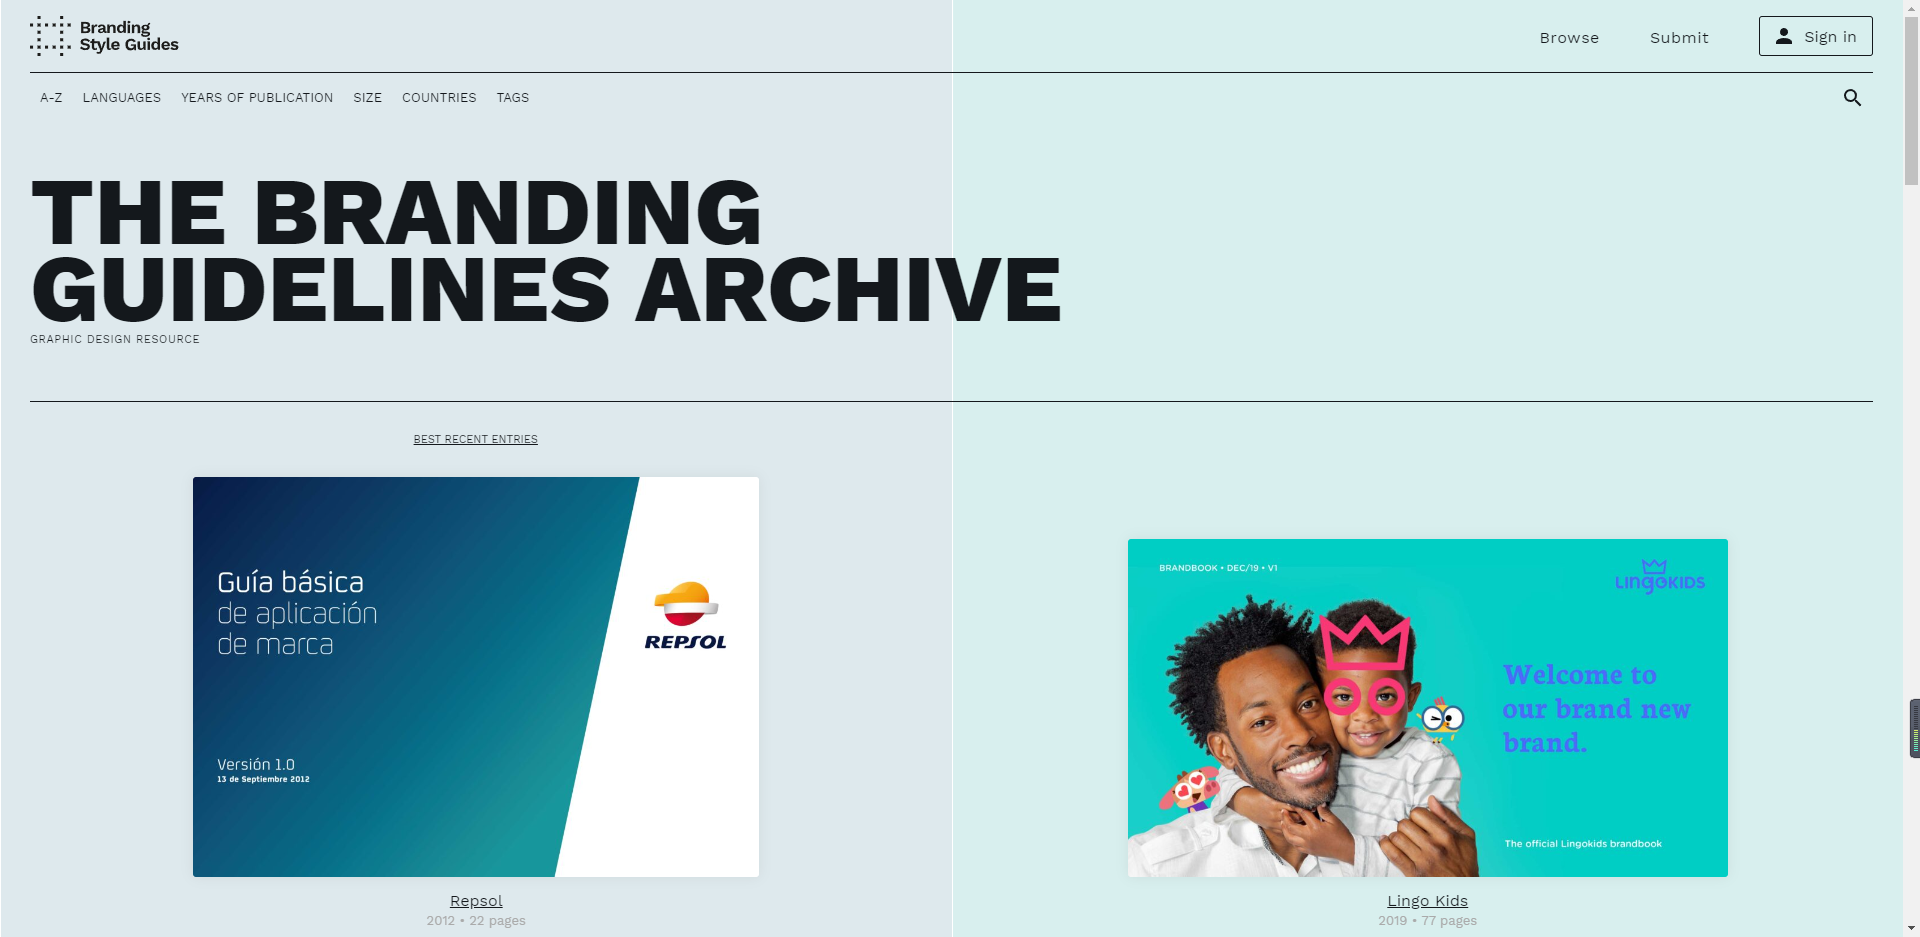 Branding
Style Guides
Browse
Submit
Sign in
A-Z
LANGUAGES
YEARS OF PUBLICATION
SIZE
COUNTRIES
TAGS
THE BRANDING
GUIDELINES ARCHIVE
GRAPHIC DESIGN RESOURCE
BEST RECENT ENTRIES
Guía básica
de aplicación
de marca
REPSOL
Versión 1.0
13 de Septiembre 2012
Repsol
2012 • 22 pages
BRANDBOOK • DEC/19 • V1
LINGOKIDS
Welcome to
our brand new
brand.
The official Lingokids brandbook
Lingo Kids
2019 • 77 pages